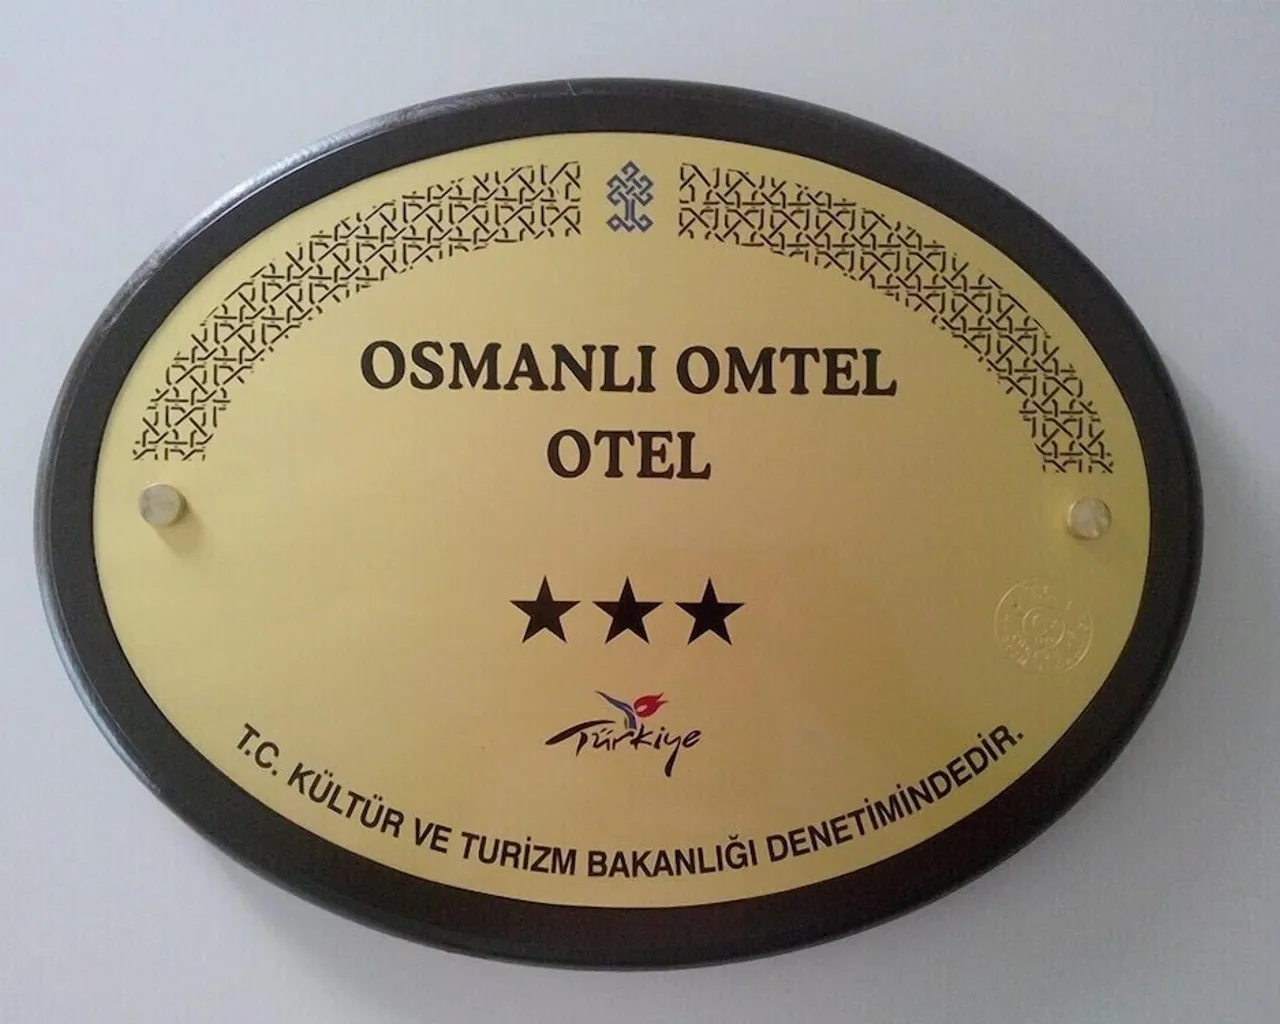 OSMANLI OMTEL
OTEL
Türkiye
T.C. KÜLTÜR VE TURİZM BAKANLIĞI DENETİMİNDEDİR.